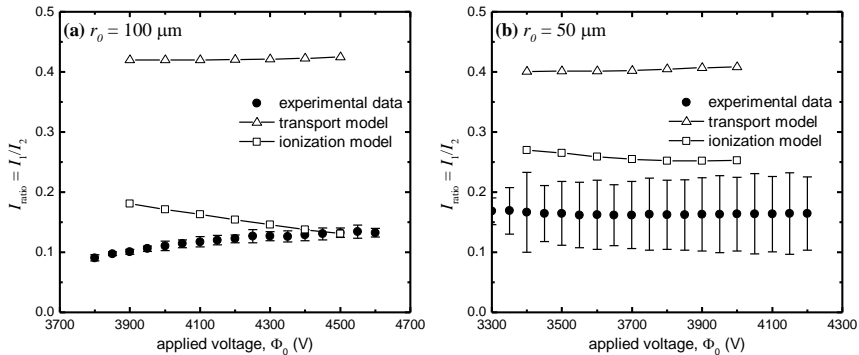 (a) r₀ = 100 μm
0.5
0.4
0.3
0.2
0.1
0.0
I_ratio = I₁/I₂
experimental data
transport model
ionization model
3700 3900 4100 4300 4500 4700
applied voltage, Φ₀ (V)
(b) r₀ = 50 μm
0.5
0.4
0.3
0.2
0.1
0.0
I_ratio = I₁/I₂
experimental data
transport model
ionization model
3300 3500 3700 3900 4100 4300
applied voltage, Φ₀ (V)